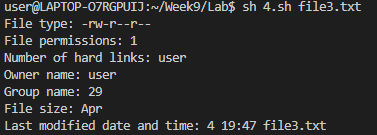 user@LAPTOP-O7RGPUIJ:~/Week9/Lab$ sh 4.sh file3.txt
File type: -rw-r--r--
File permissions: 1
Number of hard links: user
Owner name: user
Group name: 29
File size: Apr
Last modified date and time: 4 19:47 file3.txt